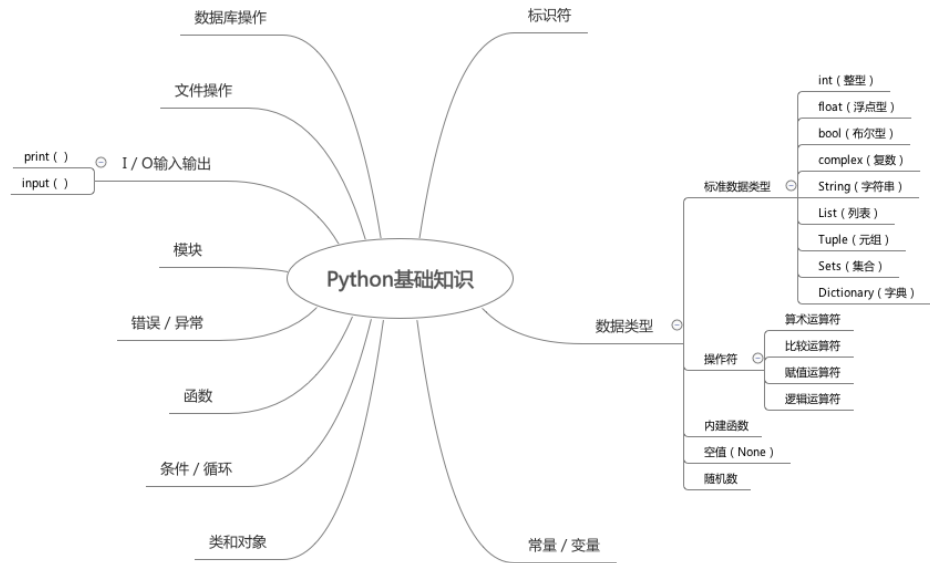 数据库操作
标识符
文件操作
I / O输入输出
print（ ）
input（ ）
模块
错误 / 异常
函数
条件 / 循环
类和对象
Python基础知识
数据类型
标准数据类型
int（整型）
float（浮点型）
bool（布尔型）
complex（复数）
String（字符串）
List（列表）
Tuple（元组）
Sets（集合）
Dictionary（字典）
操作符
算术运算符
比较运算符
赋值运算符
逻辑运算符
内建函数
空值（None）
随机数
常量 / 变量